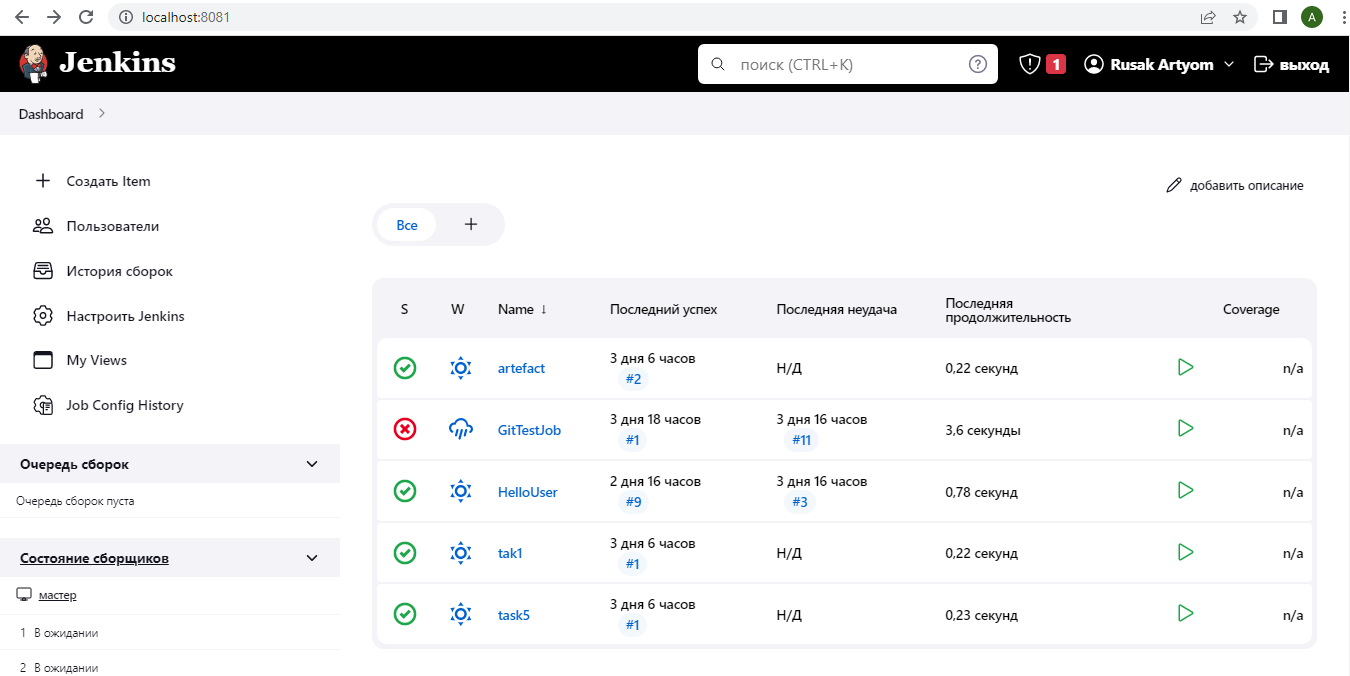 localhost:8081
A
Jenkins
поиск (CTRL+K)
1
Rusak Artyom
выход
Dashboard
Создать Item
Пользователи
История сборок
Настроить Jenkins
My Views
Job Config History
Очередь сборок
Очередь сборок пуста
Состояние сборщиков
мастер
1 В ожидании
2 В ожидании
добавить описание
Все +
S W Name ↓ Последний успех Последняя неудача Последняя продолжительность Coverage
artefact 3 дня 6 часов #2 Н/Д 0,22 секунд n/a
GitTestJob 3 дня 18 часов #1 3 дня 16 часов #11 3,6 секунды n/a
HelloUser 2 дня 16 часов #9 3 дня 16 часов #3 0,78 секунд n/a
tak1 3 дня 6 часов #1 Н/Д 0,22 секунд n/a
task5 3 дня 6 часов #1 Н/Д 0,23 секунд n/a